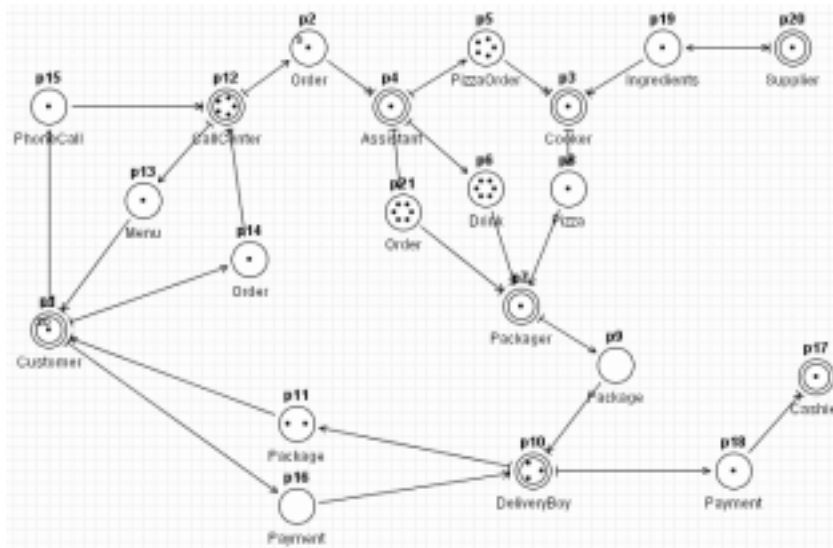 p2
Order
p5
PizzaOrder
p19
Ingredients
p20
Supplier
p15
PhoneCall
p12
CallCenter
p4
Assistant
p3
Cooker
p13
Menu
p14
Order
p21
Order
p6
Drink
p8
Pizza
p7
Packager
Customer
p9
Package
p17
Cashie
p11
Package
p10
DeliveryBoy
p18
Payment
p16
Payment